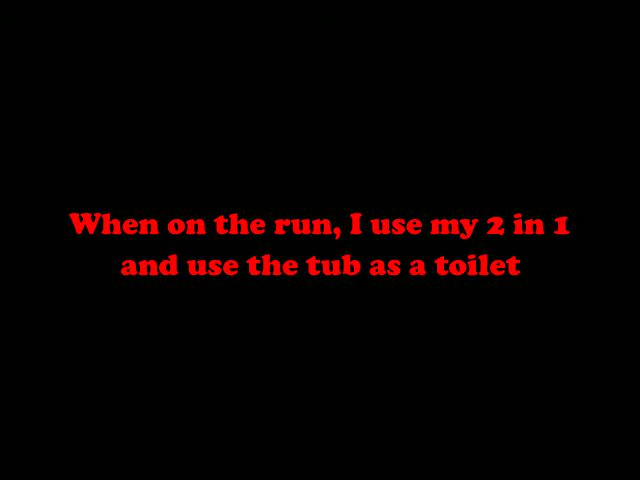 When on the run, I use my 2 in 1
and use the tub as a toilet